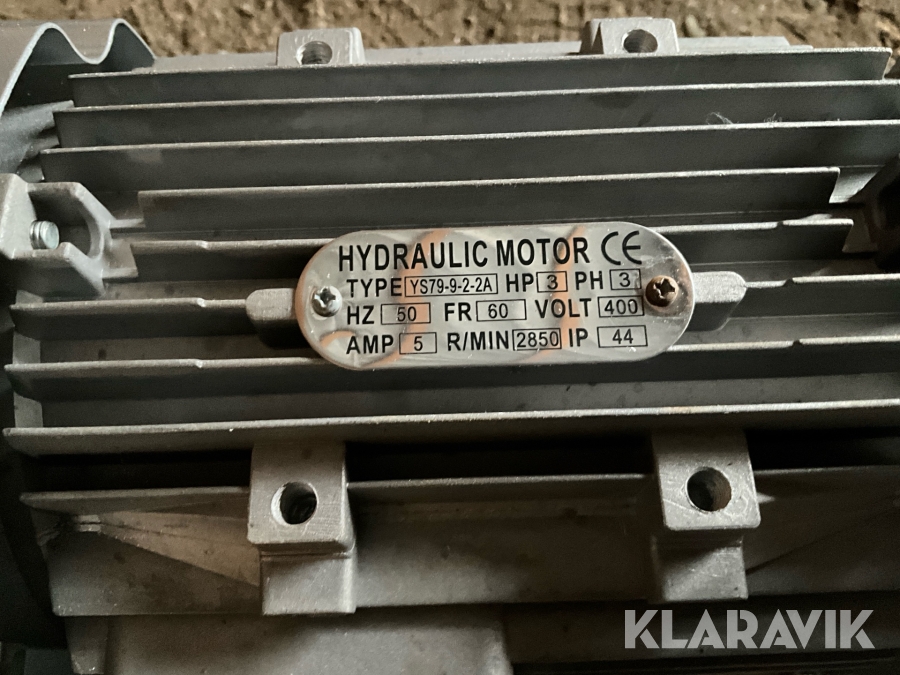 HYDRAULIC MOTOR CE
TYPE YS79-9-2-2A HP 3 PH 3
HZ 50 FR 60 VOLT 400
AMP 5 R/MIN 2850 IP 44
KLARAVIK